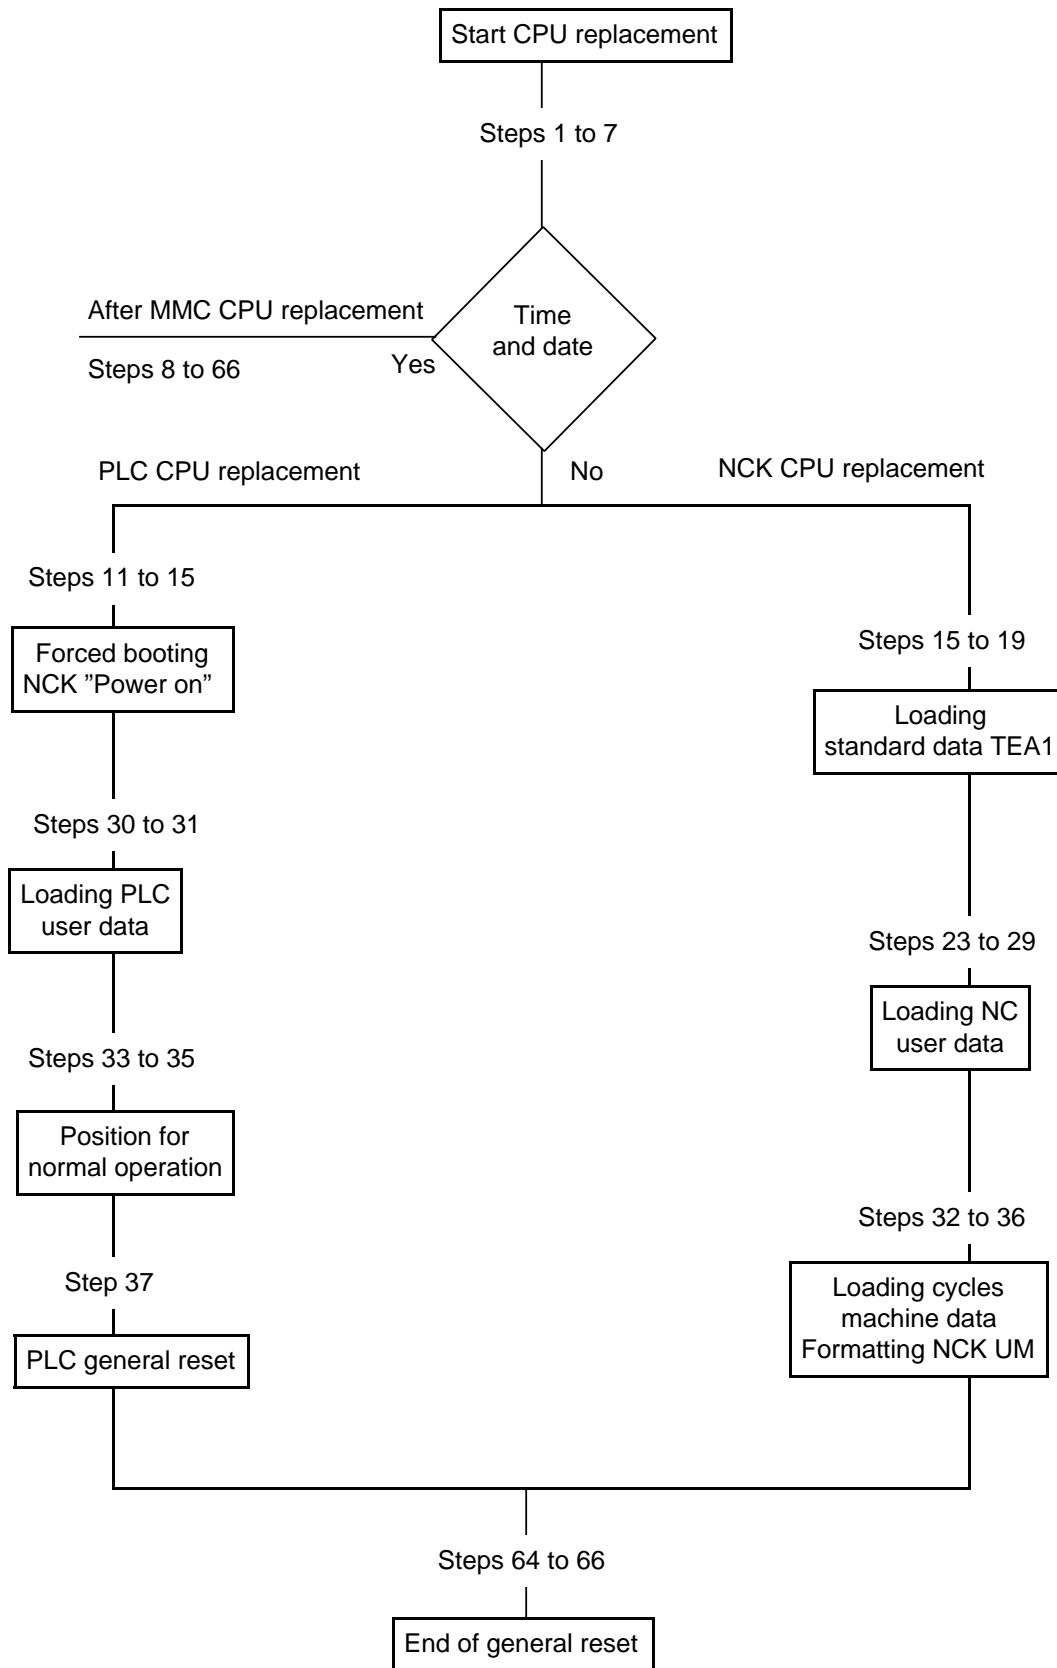 Start CPU replacement
Steps 1 to 7
After MMC CPU replacement
Time
and date
Steps 8 to 66
Yes
PLC CPU replacement
No
NCK CPU replacement
Steps 11 to 15
Forced booting
NCK ”Power on”
Steps 15 to 19
Loading
standard data TEA1
Steps 30 to 31
Loading PLC
user data
Steps 23 to 29
Loading NC
user data
Steps 33 to 35
Position for
normal operation
Steps 32 to 36
Loading cycles
machine data
Formatting NCK UM
Step 37
PLC general reset
Steps 64 to 66
End of general reset